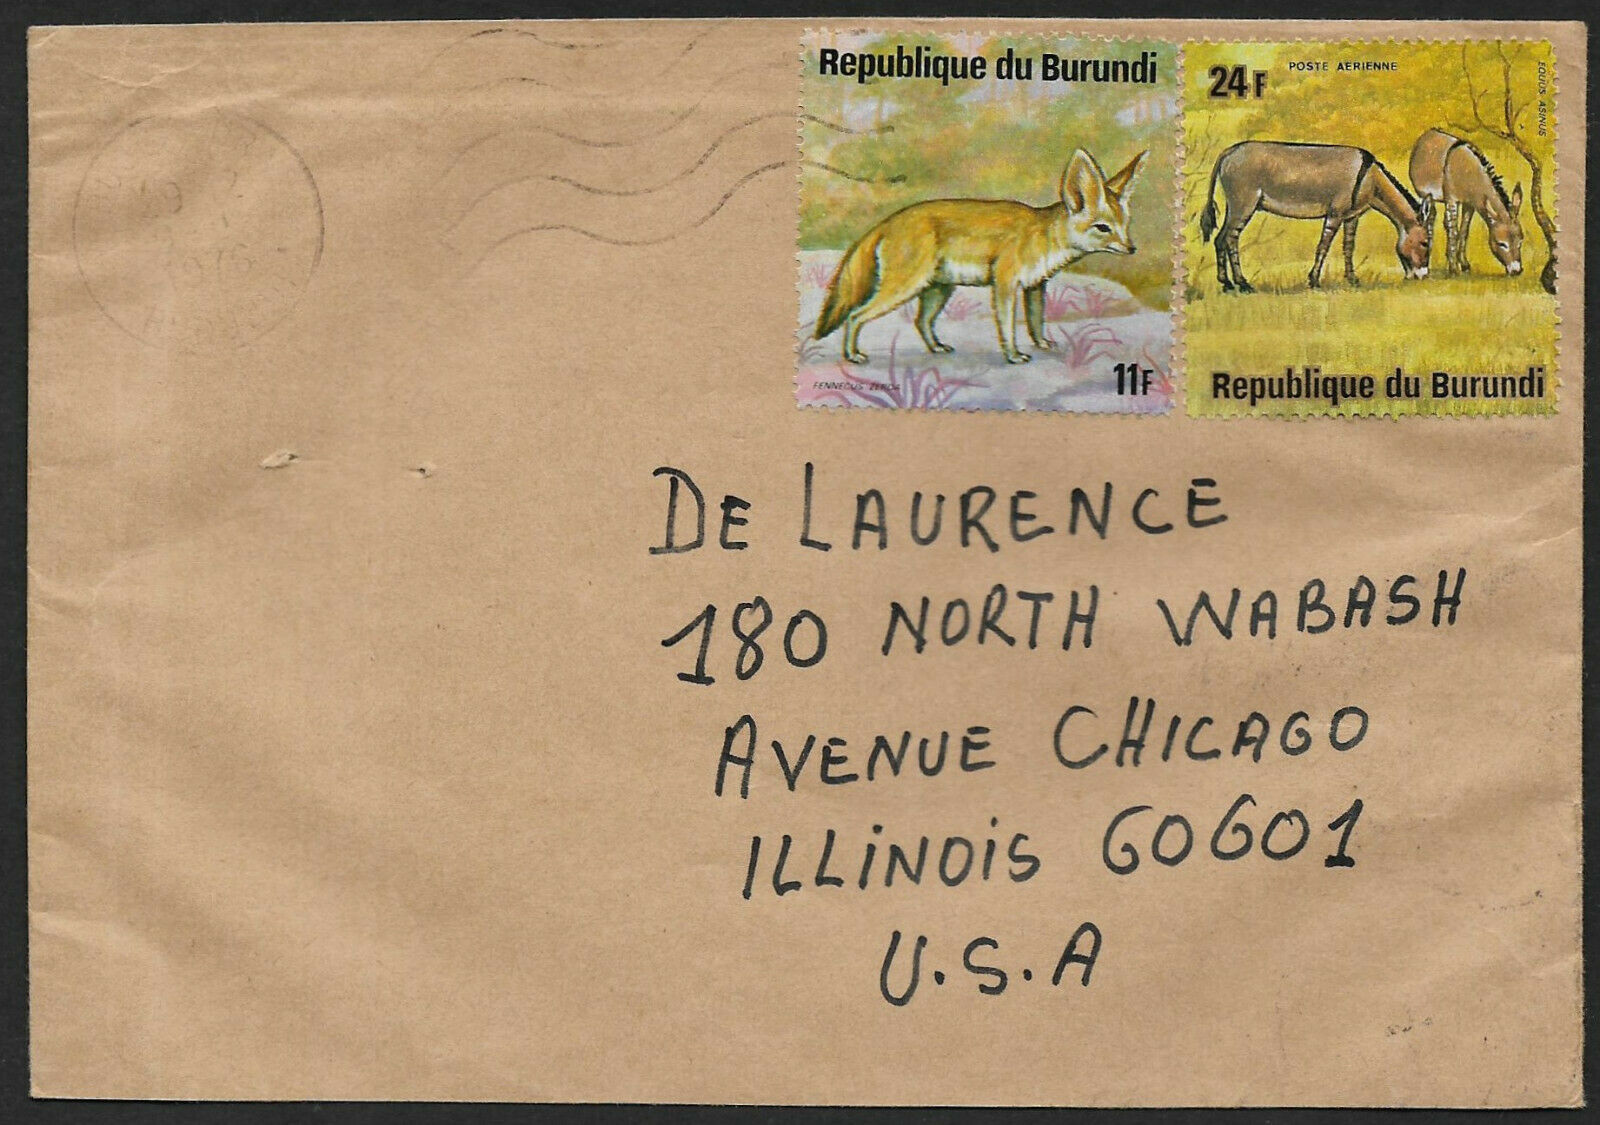 Republique du Burundi
FENNECUS ZERDA
11F
24F
POSTE AERIENNE
EQUUS ASINUS
Republique du Burundi
DE LAURENCE
180 NORTH WABASH
AVENUE CHICAGO
ILLINOIS 60601
U.S.A